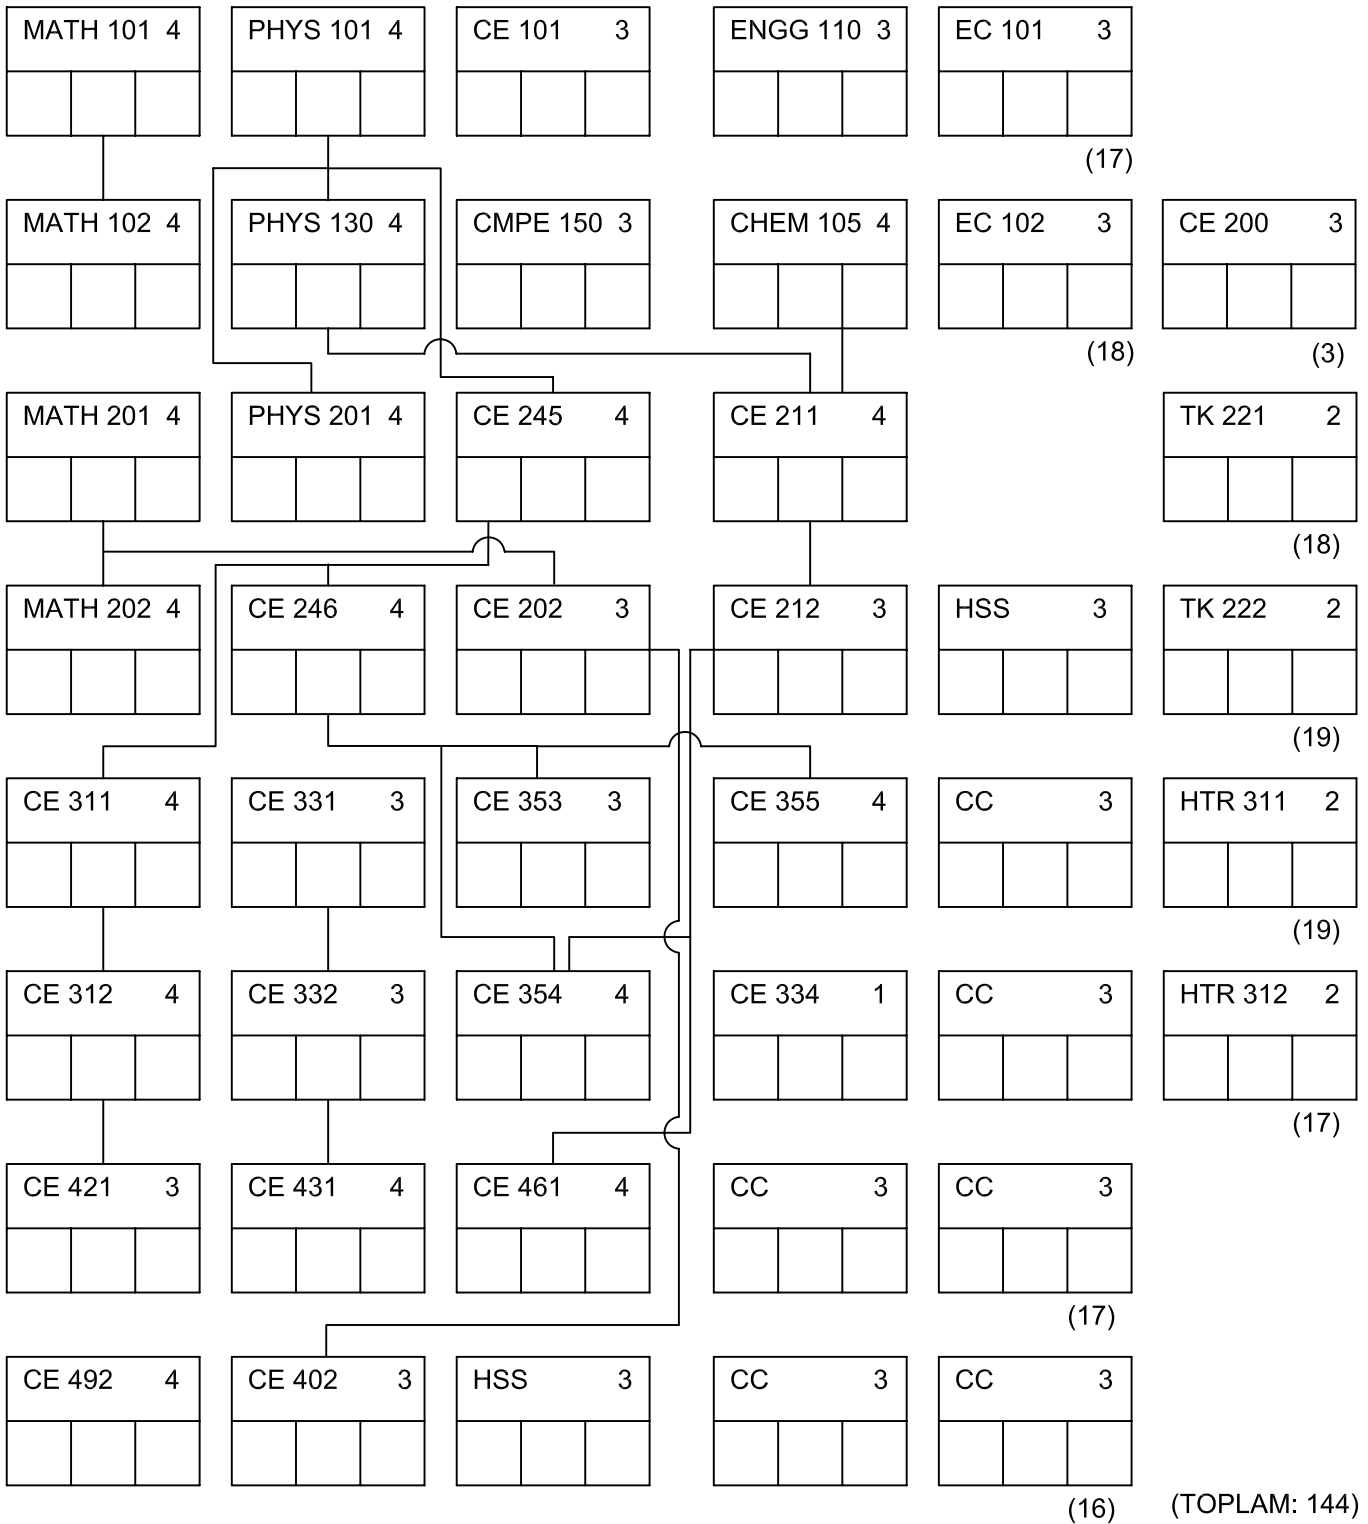 MATH 101 4 PHYS 101 4 CE 101 3 ENGG 110 3 EC 101 3
(17)
MATH 102 4 PHYS 130 4 CMPE 150 3 CHEM 105 4 EC 102 3 CE 200 3
(18) (3)
MATH 201 4 PHYS 201 4 CE 245 4 CE 211 4 TK 221 2
(18)
MATH 202 4 CE 246 4 CE 202 3 CE 212 3 HSS 3 TK 222 2
(19)
CE 311 4 CE 331 3 CE 353 3 CE 355 4 CC 3 HTR 311 2
(19)
CE 312 4 CE 332 3 CE 354 4 CE 334 1 CC 3 HTR 312 2
(17)
CE 421 3 CE 431 4 CE 461 4 CC 3 CC 3
(17)
CE 492 4 CE 402 3 HSS 3 CC 3 CC 3
(16) (TOPLAM: 144)